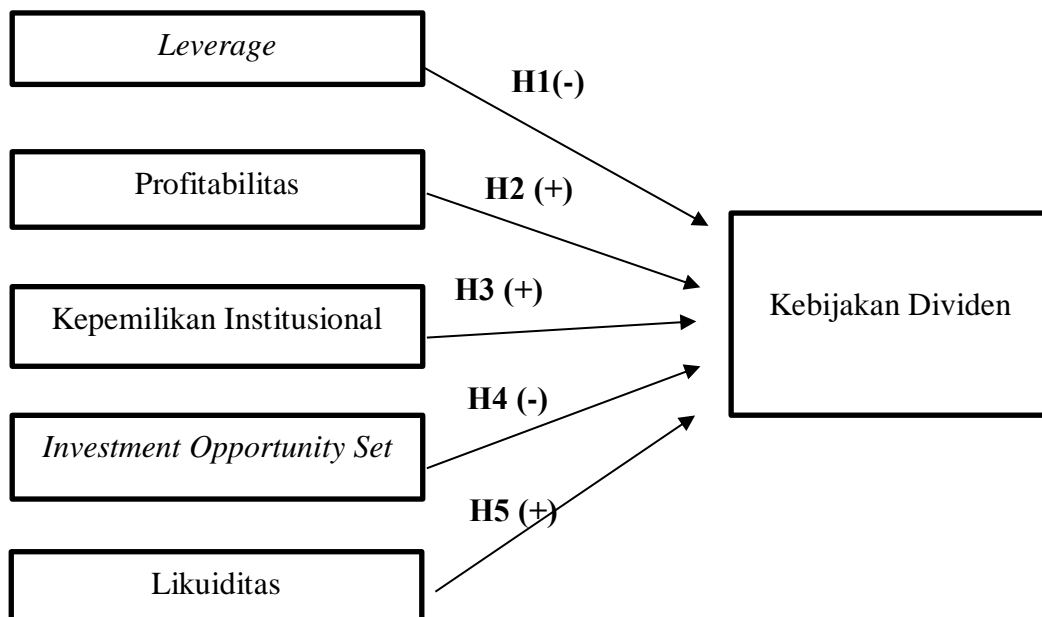 Leverage
H1(-)
Profitabilitas
H2 (+)
H3 (+)
Kepemilikan Institusional
Kebijakan Dividen
H4 (-)
Investment Opportunity Set
H5 (+)
Likuiditas